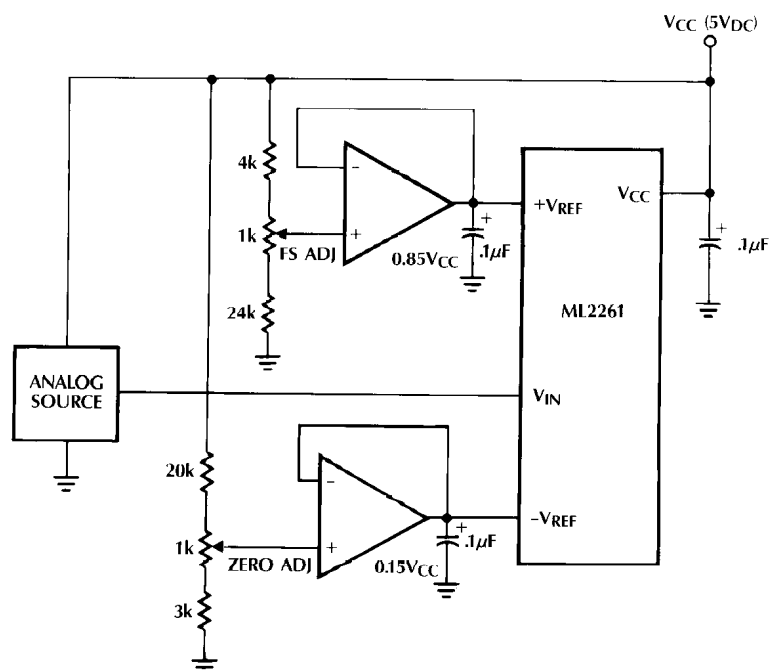 VCC (5VDC)
4k
−
+
1k
FS ADJ
24k
0.85VCC
+
.1µF
+VREF
VCC
+
.1µF
ML2261
ANALOG
SOURCE
VIN
20k
−
+
1k
ZERO ADJ
3k
0.15VCC
+
.1µF
−VREF